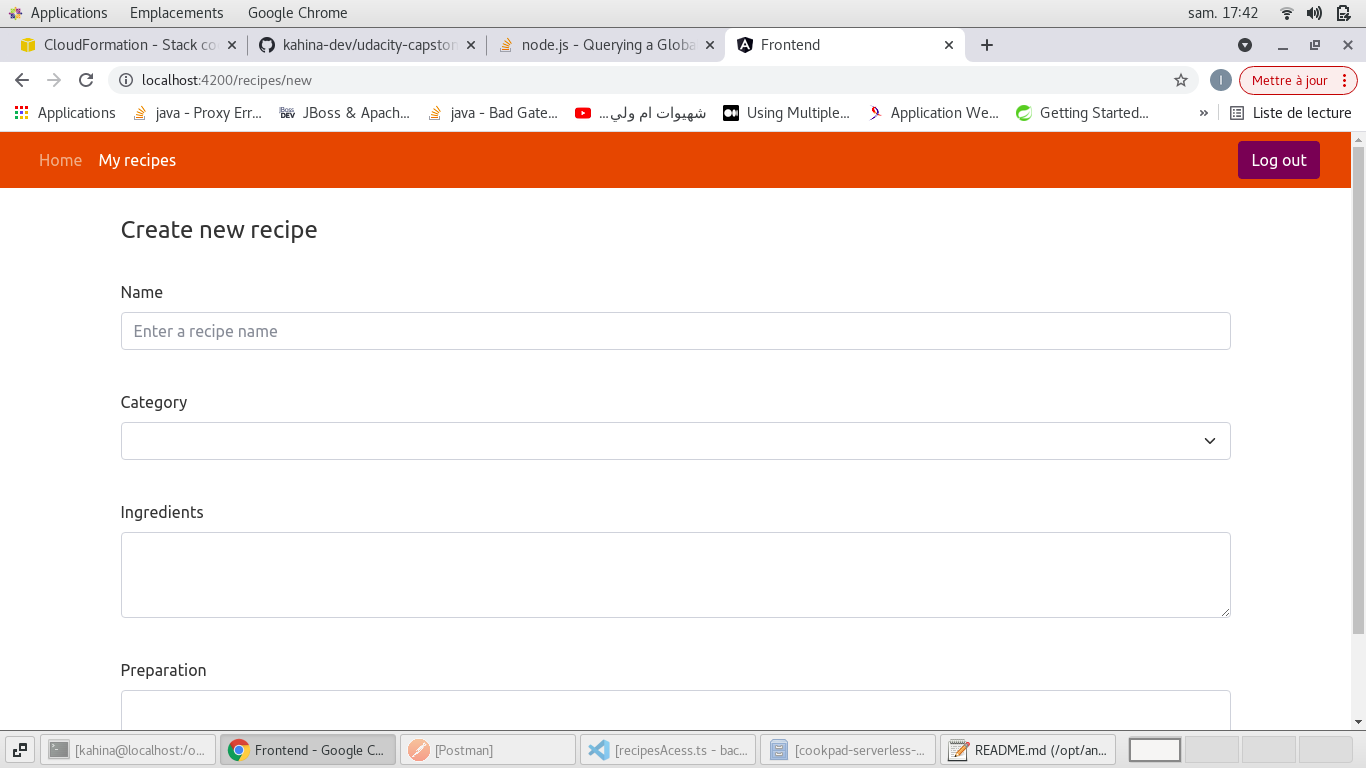 Applications Emplacements Google Chrome sam. 17:42
CloudFormation - Stack co kahina-dev/udacity-capston node.js - Querying a Globa Frontend
localhost:4200/recipes/new I Mettre à jour
Applications java - Proxy Err... JBoss & Apach... java - Bad Gate... شهيوات ام ولي... Using Multiple... Application We... Getting Started... » Liste de lecture
Home My recipes Log out
Create new recipe
Name
Enter a recipe name
Category
Ingredients
Preparation
[kahina@localhost:/o... Frontend - Google C... [Postman] [recipesAcess.ts - bac... [cookpad-serverless-... README.md (/opt/an...